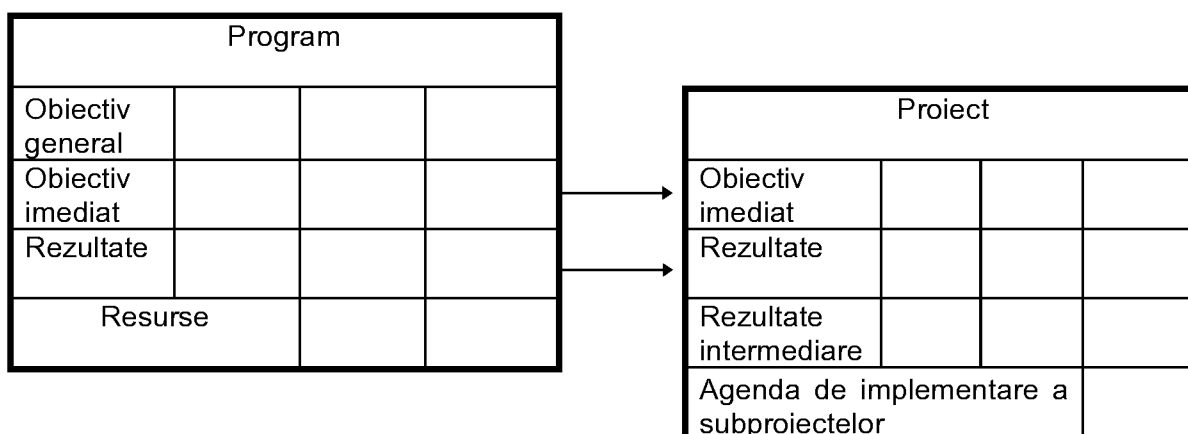 Program
Obiectiv
general
Obiectiv
imediat
Rezultate
Resurse
Proiect
Obiectiv
imediat
Rezultate
Rezultate
intermediare
Agenda de implementare a
subproiectelor